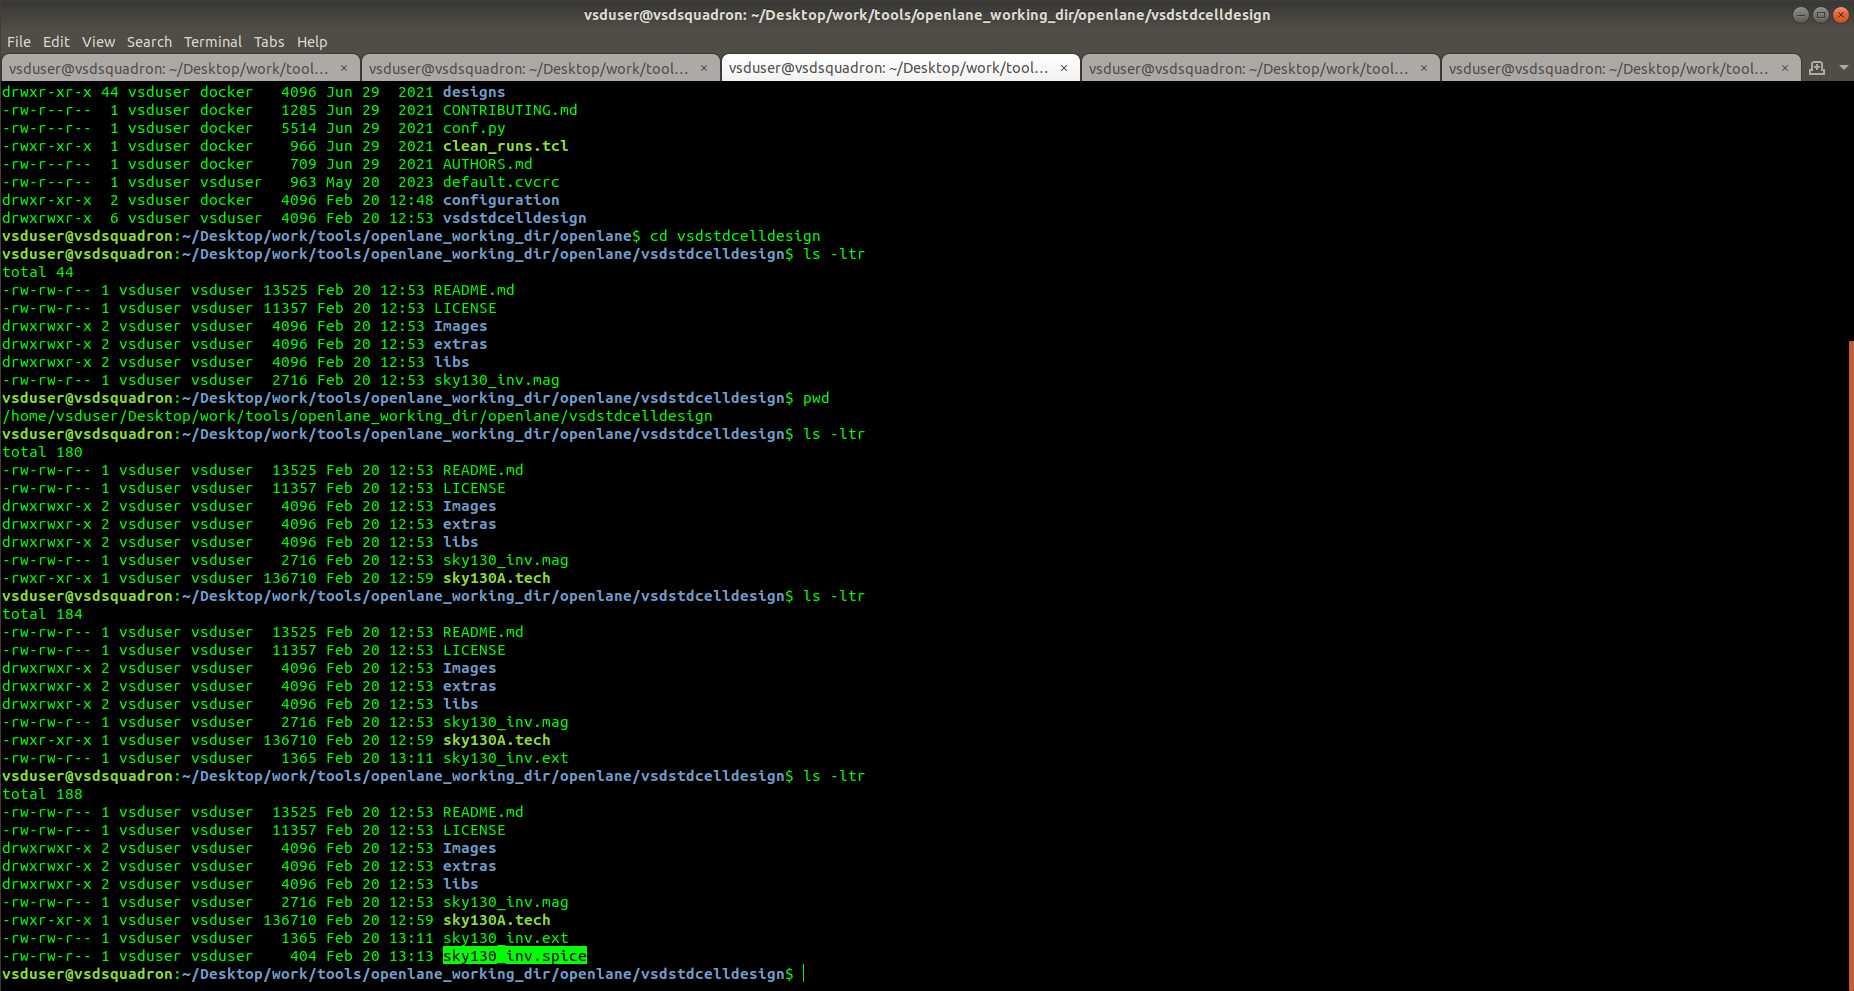 vsduser@vsdsquadron: ~/Desktop/work/tools/openlane_working_dir/openlane/vsdstdcelldesign
File Edit View Search Terminal Tabs Help
vsduser@vsdsquadron: ~/Desktop/work/tool... × vsduser@vsdsquadron: ~/Desktop/work/tool... × vsduser@vsdsquadron: ~/Desktop/work/tool... × vsduser@vsdsquadron: ~/Desktop/work/tool... × vsduser@vsdsquadron: ~/Desktop/work/tool... ×
drwxr-xr-x 44 vsduser docker   4096 Jun 29  2021 designs
-rw-r--r--  1 vsduser docker   1285 Jun 29  2021 CONTRIBUTING.md
-rw-r--r--  1 vsduser docker   5514 Jun 29  2021 conf.py
-rwxr-xr-x  1 vsduser docker    966 Jun 29  2021 clean_runs.tcl
-rw-r--r--  1 vsduser docker    709 Jun 29  2021 AUTHORS.md
-rw-r--r--  1 vsduser vsduser   963 May 20  2023 default.cvcrc
drwxr-xr-x  2 vsduser docker   4096 Feb 20 12:48 configuration
drwxrwxr-x  6 vsduser vsduser  4096 Feb 20 12:53 vsdstdcelldesign
vsduser@vsdsquadron:~/Desktop/work/tools/openlane_working_dir/openlane$ cd vsdstdcelldesign
vsduser@vsdsquadron:~/Desktop/work/tools/openlane_working_dir/openlane/vsdstdcelldesign$ ls -ltr
total 44
-rw-rw-r-- 1 vsduser vsduser 13525 Feb 20 12:53 README.md
-rw-rw-r-- 1 vsduser vsduser 11357 Feb 20 12:53 LICENSE
drwxrwxr-x 2 vsduser vsduser  4096 Feb 20 12:53 Images
drwxrwxr-x 2 vsduser vsduser  4096 Feb 20 12:53 extras
drwxrwxr-x 2 vsduser vsduser  4096 Feb 20 12:53 libs
-rw-rw-r-- 1 vsduser vsduser  2716 Feb 20 12:53 sky130_inv.mag
vsduser@vsdsquadron:~/Desktop/work/tools/openlane_working_dir/openlane/vsdstdcelldesign$ pwd
/home/vsduser/Desktop/work/tools/openlane_working_dir/openlane/vsdstdcelldesign
vsduser@vsdsquadron:~/Desktop/work/tools/openlane_working_dir/openlane/vsdstdcelldesign$ ls -ltr
total 180
-rw-rw-r-- 1 vsduser vsduser  13525 Feb 20 12:53 README.md
-rw-rw-r-- 1 vsduser vsduser  11357 Feb 20 12:53 LICENSE
drwxrwxr-x 2 vsduser vsduser   4096 Feb 20 12:53 Images
drwxrwxr-x 2 vsduser vsduser   4096 Feb 20 12:53 extras
drwxrwxr-x 2 vsduser vsduser   4096 Feb 20 12:53 libs
-rw-rw-r-- 1 vsduser vsduser   2716 Feb 20 12:53 sky130_inv.mag
-rwxr-xr-x 1 vsduser vsduser 136710 Feb 20 12:59 sky130A.tech
vsduser@vsdsquadron:~/Desktop/work/tools/openlane_working_dir/openlane/vsdstdcelldesign$ ls -ltr
total 184
-rw-rw-r-- 1 vsduser vsduser  13525 Feb 20 12:53 README.md
-rw-rw-r-- 1 vsduser vsduser  11357 Feb 20 12:53 LICENSE
drwxrwxr-x 2 vsduser vsduser   4096 Feb 20 12:53 Images
drwxrwxr-x 2 vsduser vsduser   4096 Feb 20 12:53 extras
drwxrwxr-x 2 vsduser vsduser   4096 Feb 20 12:53 libs
-rw-rw-r-- 1 vsduser vsduser   2716 Feb 20 12:53 sky130_inv.mag
-rwxr-xr-x 1 vsduser vsduser 136710 Feb 20 12:59 sky130A.tech
-rw-rw-r-- 1 vsduser vsduser   1365 Feb 20 13:11 sky130_inv.ext
vsduser@vsdsquadron:~/Desktop/work/tools/openlane_working_dir/openlane/vsdstdcelldesign$ ls -ltr
total 188
-rw-rw-r-- 1 vsduser vsduser  13525 Feb 20 12:53 README.md
-rw-rw-r-- 1 vsduser vsduser  11357 Feb 20 12:53 LICENSE
drwxrwxr-x 2 vsduser vsduser   4096 Feb 20 12:53 Images
drwxrwxr-x 2 vsduser vsduser   4096 Feb 20 12:53 extras
drwxrwxr-x 2 vsduser vsduser   4096 Feb 20 12:53 libs
-rw-rw-r-- 1 vsduser vsduser   2716 Feb 20 12:53 sky130_inv.mag
-rwxr-xr-x 1 vsduser vsduser 136710 Feb 20 12:59 sky130A.tech
-rw-rw-r-- 1 vsduser vsduser   1365 Feb 20 13:11 sky130_inv.ext
-rw-rw-r-- 1 vsduser vsduser    404 Feb 20 13:13 sky130_inv.spice
vsduser@vsdsquadron:~/Desktop/work/tools/openlane_working_dir/openlane/vsdstdcelldesign$